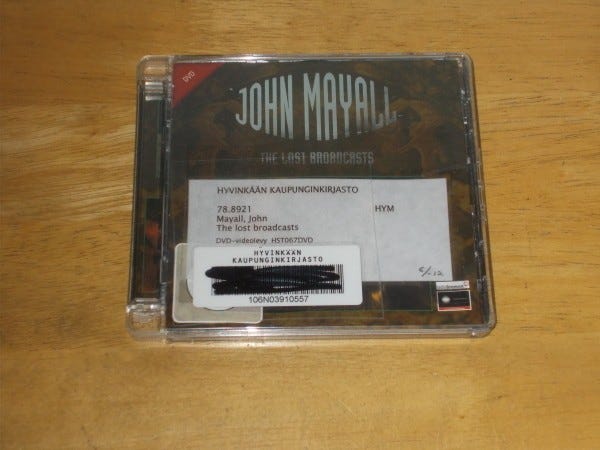 DVD
JOHN MAYALL
THE LOST BROADCASTS
HYVINKÄÄN KAUPUNGINKIRJASTO
78.8921 HYM
Mayall, John
The lost broadcasts
DVD-videolevy HST067DVD
HYVINKÄÄN
KAUPUNGINKIRJASTO
106N03910557